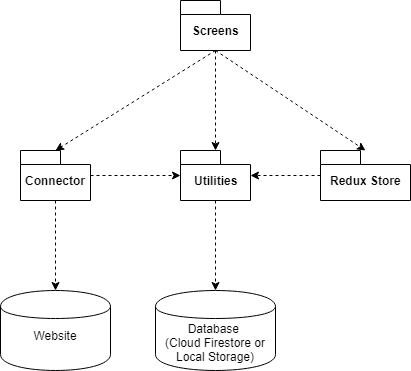 Screens
Connector
Utilities
Redux Store
Website
Database
(Cloud Firestore or
Local Storage)